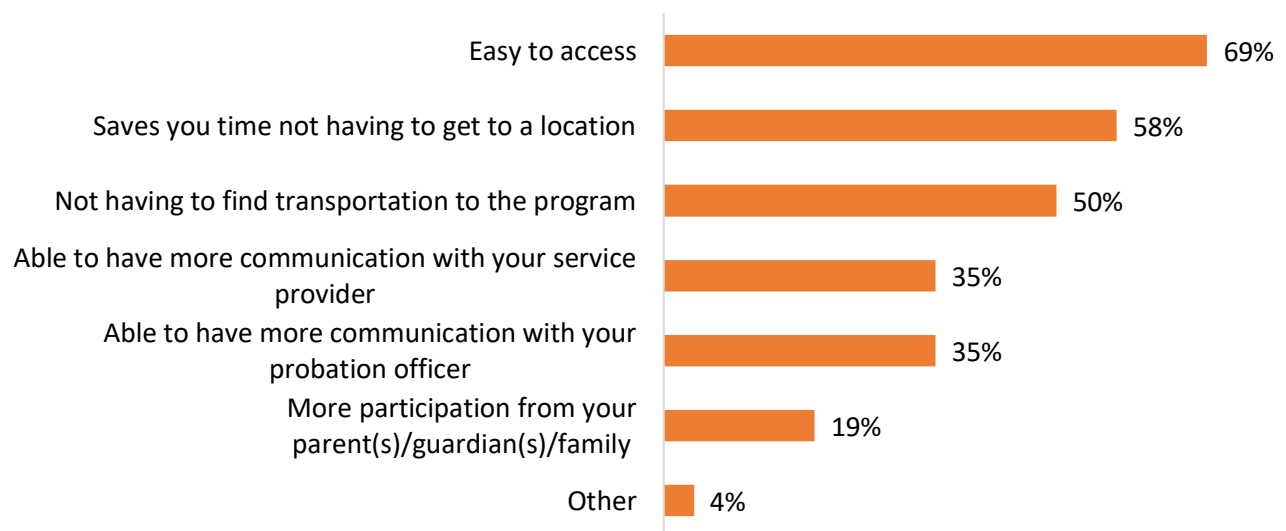 Easy to access
69%
Saves you time not having to get to a location
58%
Not having to find transportation to the program
50%
Able to have more communication with your service
provider
35%
Able to have more communication with your
probation officer
35%
More participation from your
parent(s)/guardian(s)/family
19%
Other
4%